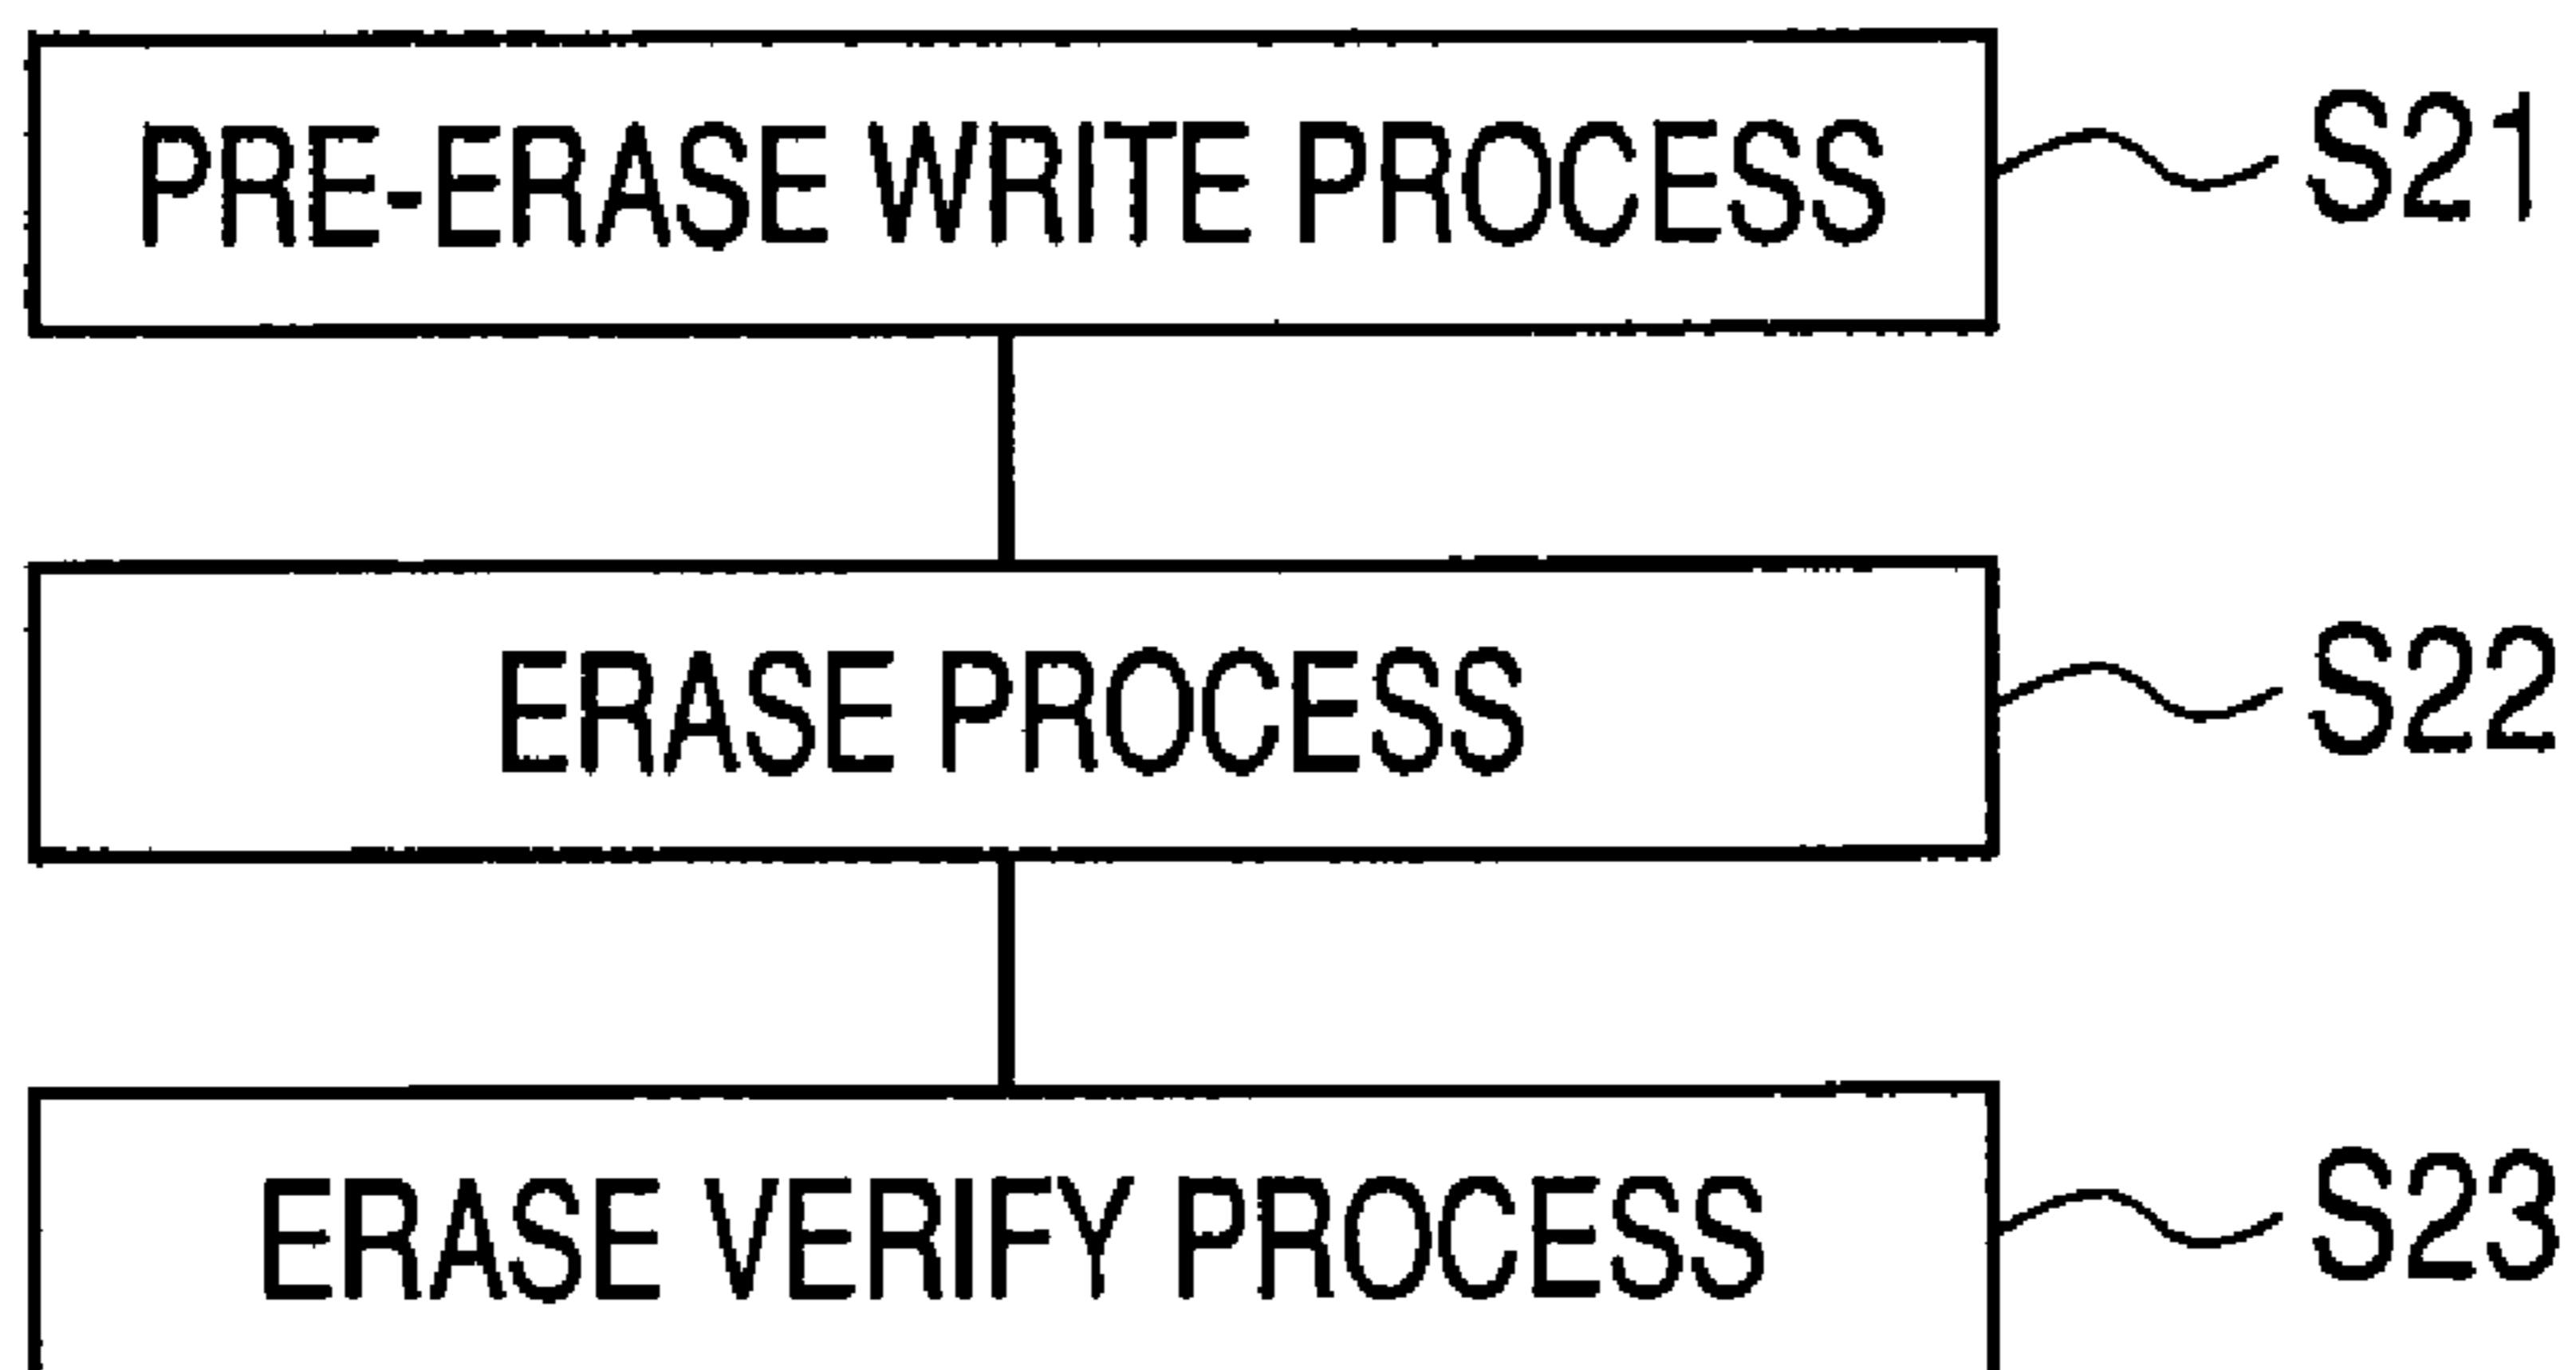 PRE-ERASE WRITE PROCESS S21
ERASE PROCESS S22
ERASE VERIFY PROCESS S23